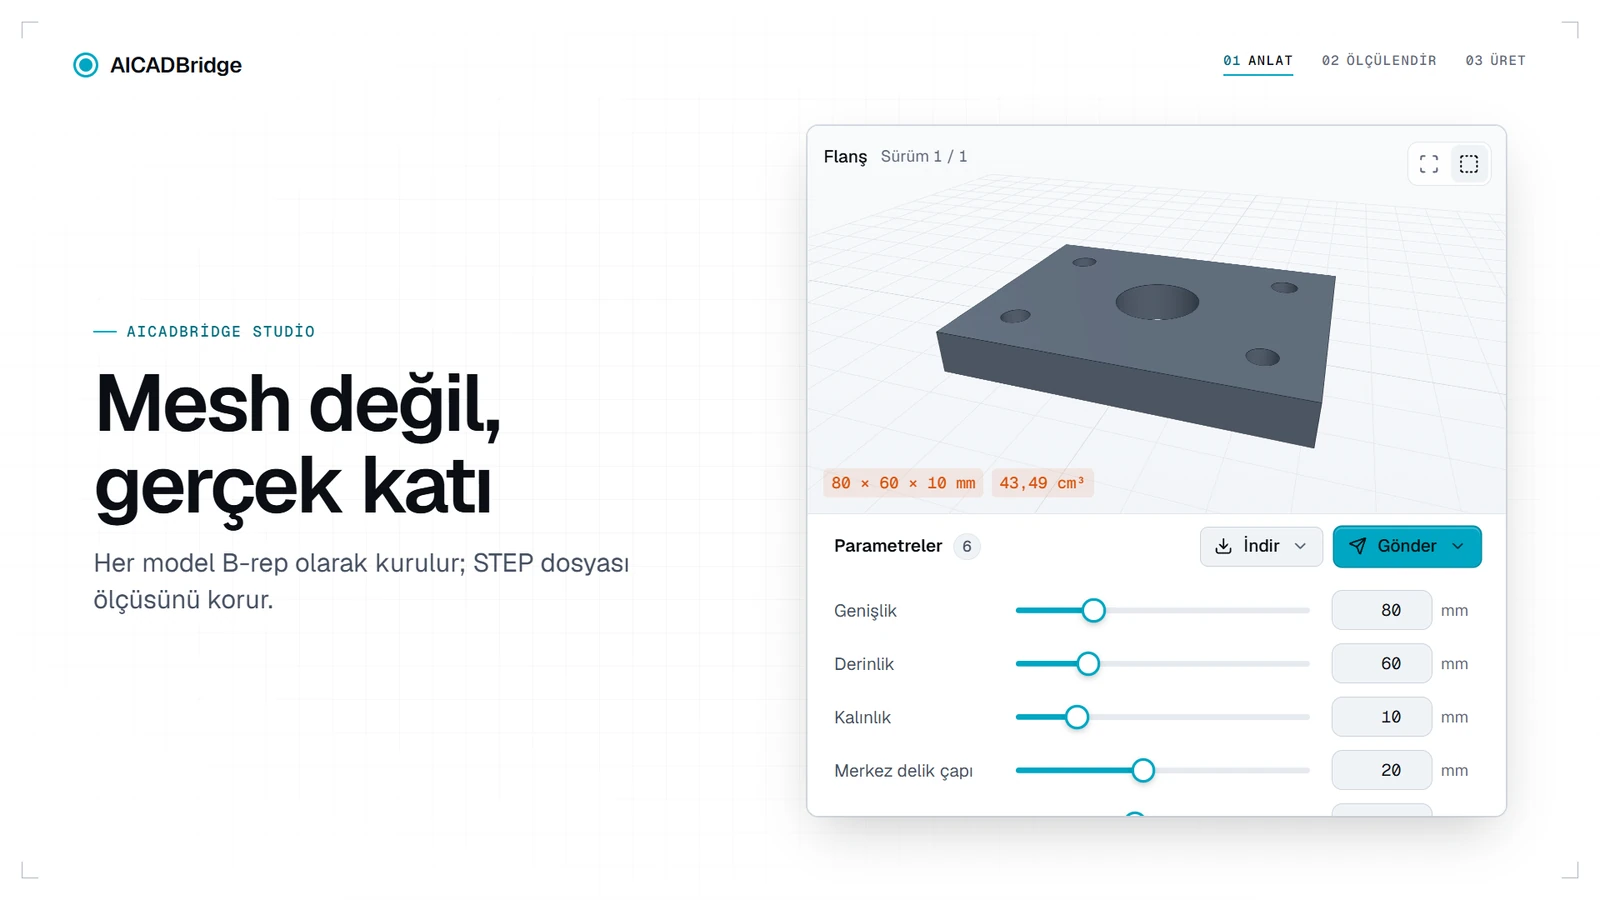 AICADBridge
01 ANLAT
02 ÖLÇÜLENDİR
03 ÜRET
AICADBRİDGE STUDİO
Mesh değil,
gerçek katı
Her model B-rep olarak kurulur; STEP dosyası
ölçüsünü korur.
Flanş Sürüm 1 / 1
80 × 60 × 10 mm 43,49 cm³
Parametreler 6
İndir
Gönder
Genişlik 80 mm
Derinlik 60 mm
Kalınlık 10 mm
Merkez delik çapı 20 mm